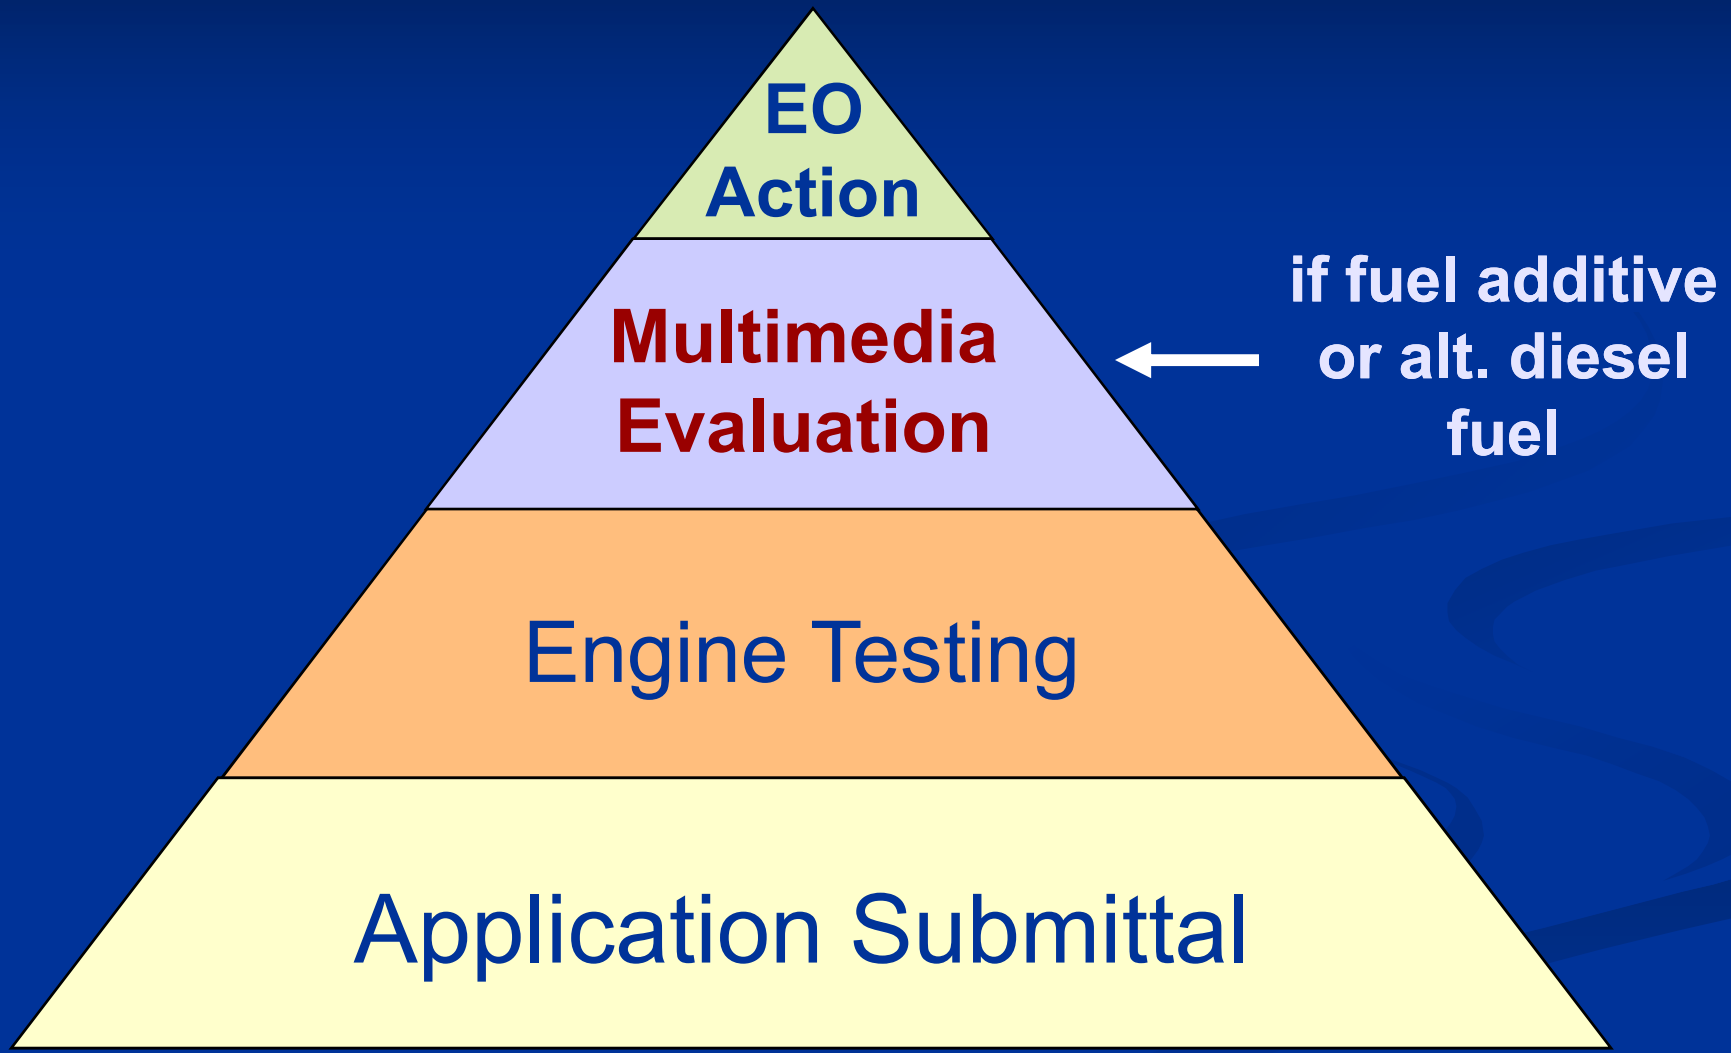 EO
Action
Multimedia
Evaluation
if fuel additive
or alt. diesel
fuel
Engine Testing
Application Submittal